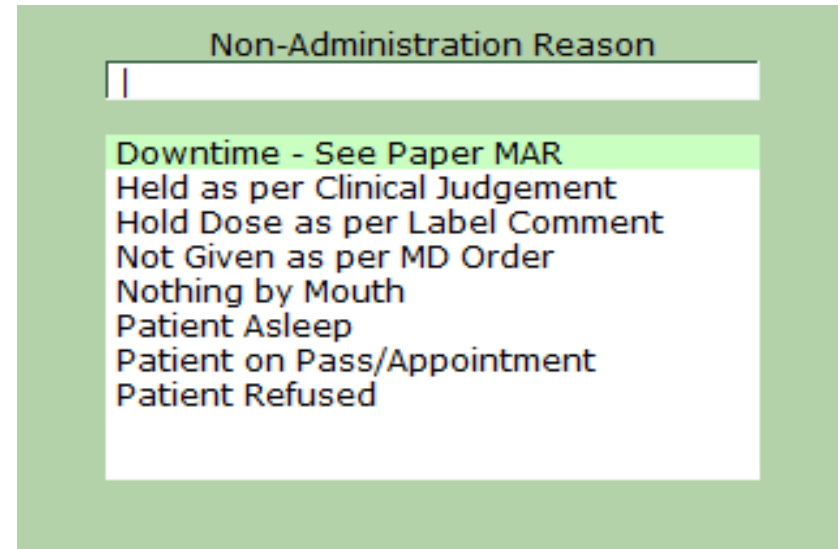 Non-Administration Reason
Downtime - See Paper MAR
Held as per Clinical Judgement
Hold Dose as per Label Comment
Not Given as per MD Order
Nothing by Mouth
Patient Asleep
Patient on Pass/Appointment
Patient Refused